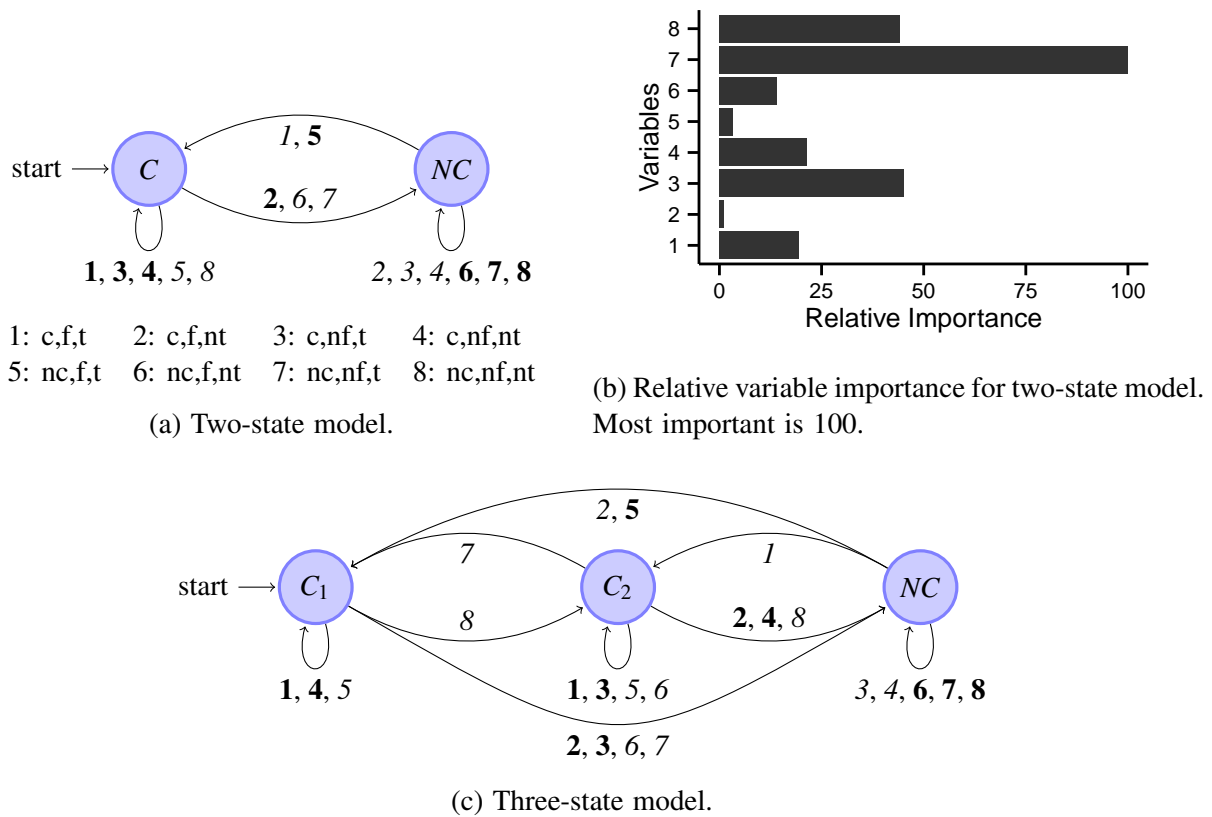 1, 5
start
C
NC
2, 6, 7
1, 3, 4, 5, 8
2, 3, 4, 6, 7, 8
1: c,f,t 2: c,f,nt 3: c,nf,t 4: c,nf,nt
5: nc,f,t 6: nc,f,nt 7: nc,nf,t 8: nc,nf,nt
(a) Two-state model.
Variables
8
7
6
5
4
3
2
1
0 25 50 75 100
Relative Importance
(b) Relative variable importance for two-state model.
Most important is 100.
2, 5
7
1
start
C1
C2
NC
8
2, 4, 8
1, 4, 5
1, 3, 5, 6
3, 4, 6, 7, 8
2, 3, 6, 7
(c) Three-state model.